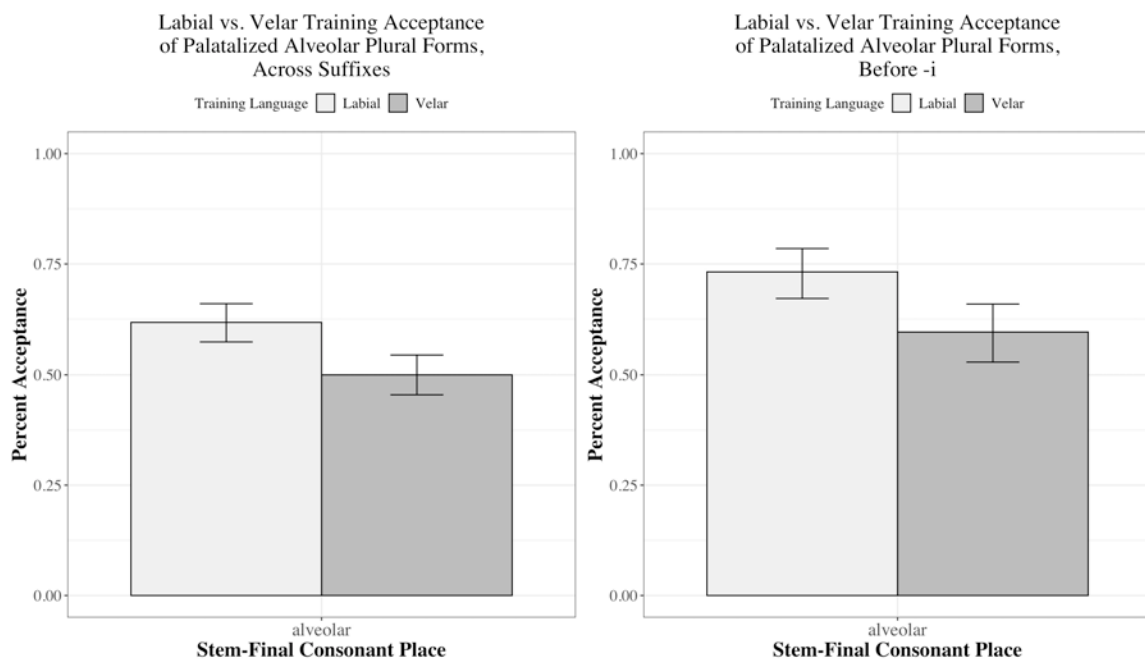 Labial vs. Velar Training Acceptance
of Palatalized Alveolar Plural Forms,
Across Suffixes
Training Language Labial Velar
1.00
0.75
0.50
0.25
0.00
Percent Acceptance
alveolar
Stem-Final Consonant Place
Labial vs. Velar Training Acceptance
of Palatalized Alveolar Plural Forms,
Before -i
Training Language Labial Velar
1.00
0.75
0.50
0.25
0.00
Percent Acceptance
alveolar
Stem-Final Consonant Place